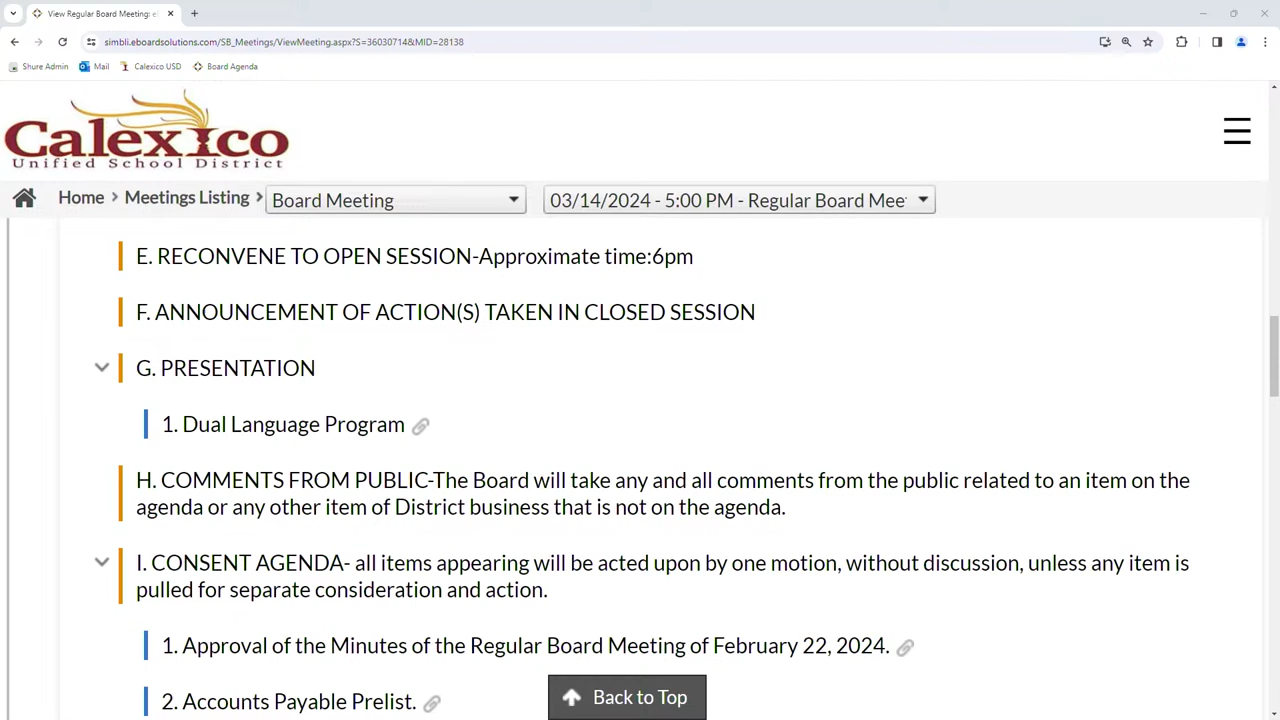 View Regular Board Meeting: el
simbli.eboardsolutions.com/SB_Meetings/ViewMeeting.aspx?S=36030714&MID=28138
Shure Admin Mail Calexico USD Board Agenda
Calexico
Unified School District
Home Meetings Listing Board Meeting 03/14/2024 - 5:00 PM - Regular Board Mee
E. RECONVENE TO OPEN SESSION-Approximate time:6pm
F. ANNOUNCEMENT OF ACTION(S) TAKEN IN CLOSED SESSION
G. PRESENTATION
1. Dual Language Program
H. COMMENTS FROM PUBLIC-The Board will take any and all comments from the public related to an item on the
agenda or any other item of District business that is not on the agenda.
I. CONSENT AGENDA- all items appearing will be acted upon by one motion, without discussion, unless any item is
pulled for separate consideration and action.
1. Approval of the Minutes of the Regular Board Meeting of February 22, 2024.
2. Accounts Payable Prelist.
Back to Top